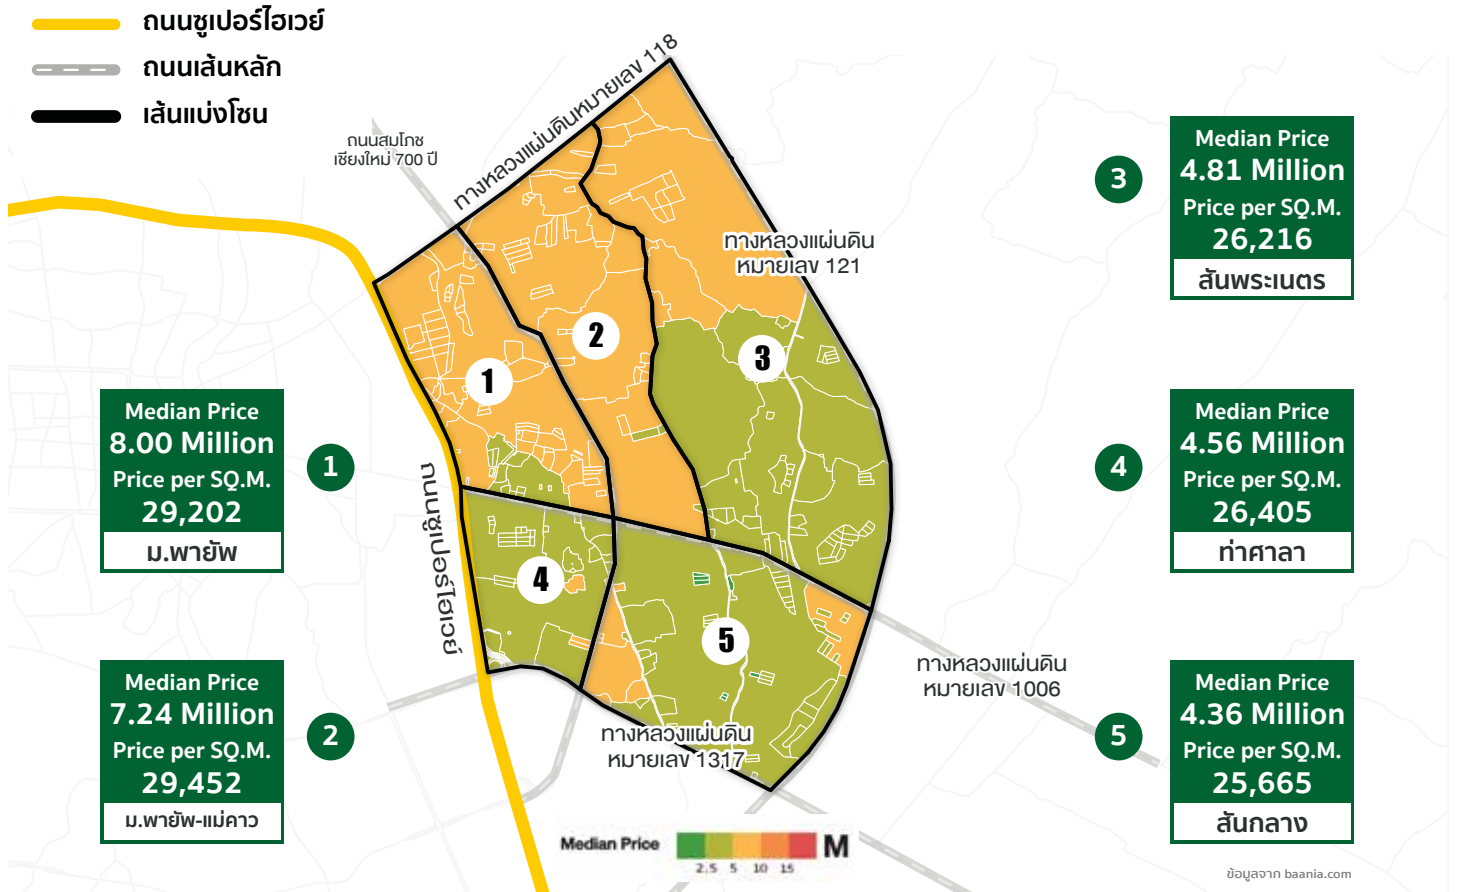 ถนนซูเปอร์ไฮเวย์
ถนนเส้นหลัก
เส้นแบ่งโซน
ถนนสมโภช
เชียงใหม่ 700 ปี
ทางหลวงแผ่นดินหมายเลข 118
ทางหลวงแผ่นดิน
หมายเลข 121
1
2
3
4
5
ถนนซุปเปอร์ไฮเวย์
ทางหลวงแผ่นดิน
หมายเลข 1006
ทางหลวงแผ่นดิน
หมายเลข 1317
Median Price
8.00 Million
Price per SQ.M.
29,202
ม.พายัพ
1
Median Price
7.24 Million
Price per SQ.M.
29,452
ม.พายัพ-แม่คาว
2
3
Median Price
4.81 Million
Price per SQ.M.
26,216
สันพระเนตร
4
Median Price
4.56 Million
Price per SQ.M.
26,405
ท่าศาลา
5
Median Price
4.36 Million
Price per SQ.M.
25,665
สันกลาง
Median Price M
2.5 5 10 15
ข้อมูลจาก baania.com